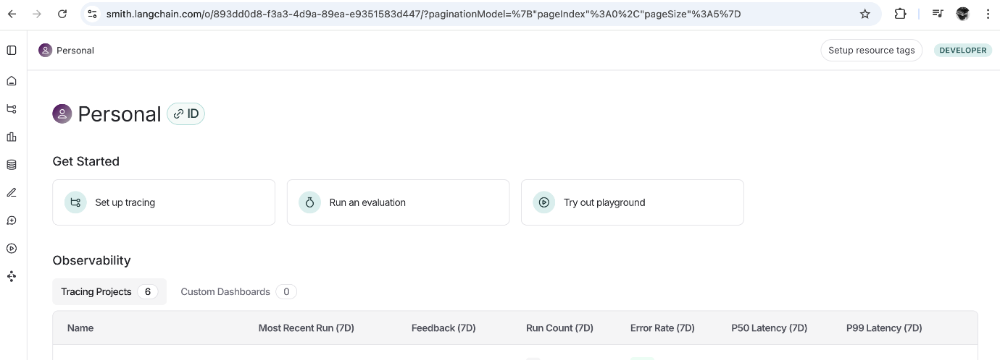 smith.langchain.com/o/893dd0d8-f3a3-4d9a-89ea-e9351583d447/?paginationModel=%7B"pageIndex"%3A0%2C"pageSize"%3A5%7D
Personal
Setup resource tags
DEVELOPER
Personal
ID
Get Started
Set up tracing
Run an evaluation
Try out playground
Observability
Tracing Projects 6
Custom Dashboards 0
Name Most Recent Run (7D) Feedback (7D) Run Count (7D) Error Rate (7D) P50 Latency (7D) P99 Latency (7D)